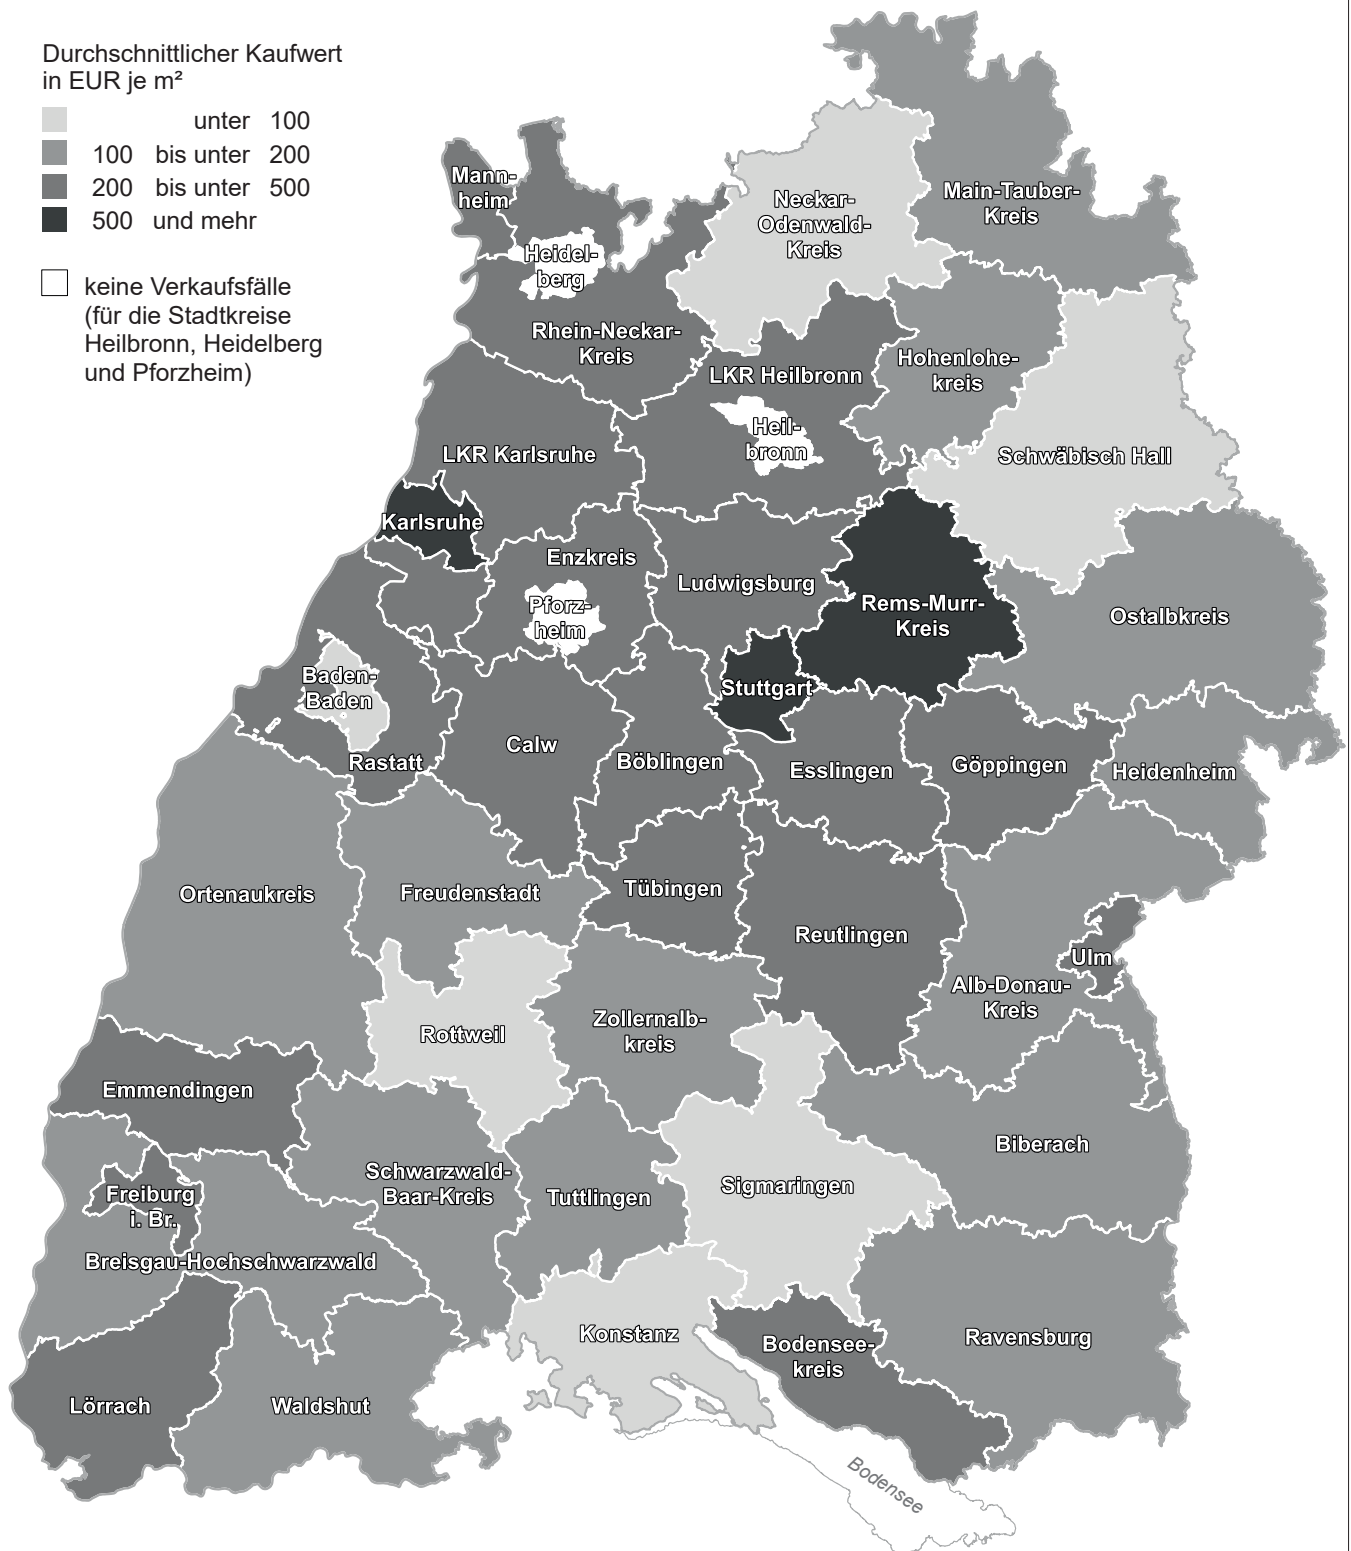 Durchschnittlicher Kaufwert
in EUR je m²
unter 100
100 bis unter 200
200 bis unter 500
500 und mehr
keine Verkaufsfälle
(für die Stadtkreise
Heilbronn, Heidelberg
und Pforzheim)
Mann-
heim
Heidel-
berg
Rhein-Neckar-
Kreis
Neckar-
Odenwald-
Kreis
Main-Tauber-
Kreis
LKR Heilbronn
Hohenlohe-
kreis
Heil-
bronn
LKR Karlsruhe
Schwäbisch Hall
Karlsruhe
Enzkreis
Ludwigsburg
Pforz-
heim
Rems-Murr-
Kreis
Ostalbkreis
Baden-
Baden
Stuttgart
Rastatt
Calw
Böblingen
Esslingen
Göppingen
Heidenheim
Ortenaukreis
Freudenstadt
Tübingen
Reutlingen
Ulm
Alb-Donau-
Kreis
Rottweil
Zollernalb-
kreis
Emmendingen
Biberach
Schwarzwald-
Baar-Kreis
Tuttlingen
Sigmaringen
Freiburg
i. Br.
Breisgau-Hochschwarzwald
Konstanz
Bodensee-
kreis
Ravensburg
Lörrach
Waldshut
Bodensee